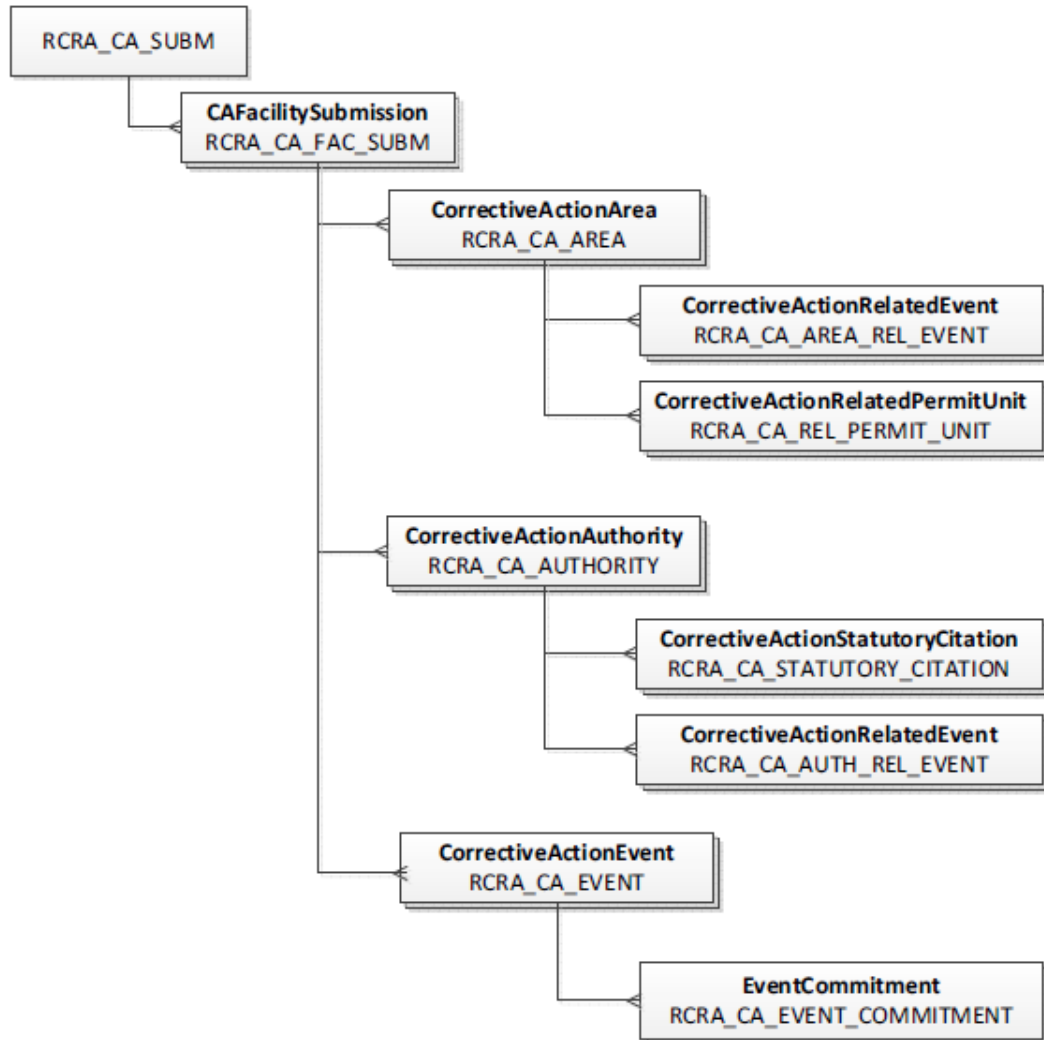 RCRA_CA_SUBM
CAFacilitySubmission
RCRA_CA_FAC_SUBM
CorrectiveActionArea
RCRA_CA_AREA
CorrectiveActionRelatedEvent
RCRA_CA_AREA_REL_EVENT
CorrectiveActionRelatedPermitUnit
RCRA_CA_REL_PERMIT_UNIT
CorrectiveActionAuthority
RCRA_CA_AUTHORITY
CorrectiveActionStatutoryCitation
RCRA_CA_STATUTORY_CITATION
CorrectiveActionRelatedEvent
RCRA_CA_AUTH_REL_EVENT
CorrectiveActionEvent
RCRA_CA_EVENT
EventCommitment
RCRA_CA_EVENT_COMMITMENT